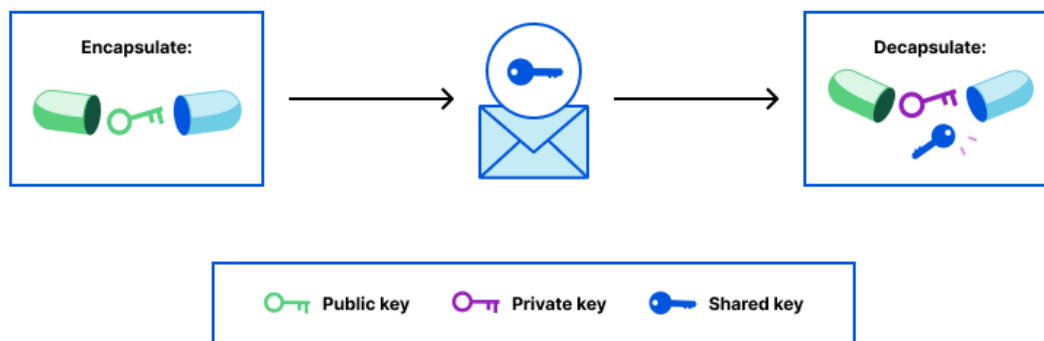 Encapsulate:
Decapsulate:
Public key
Private key
Shared key